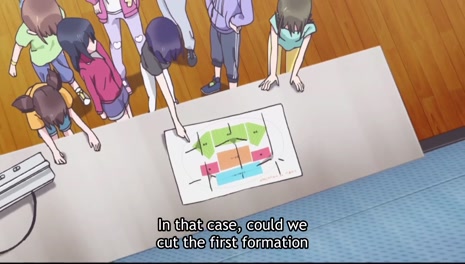 In that case, could we
cut the first formation